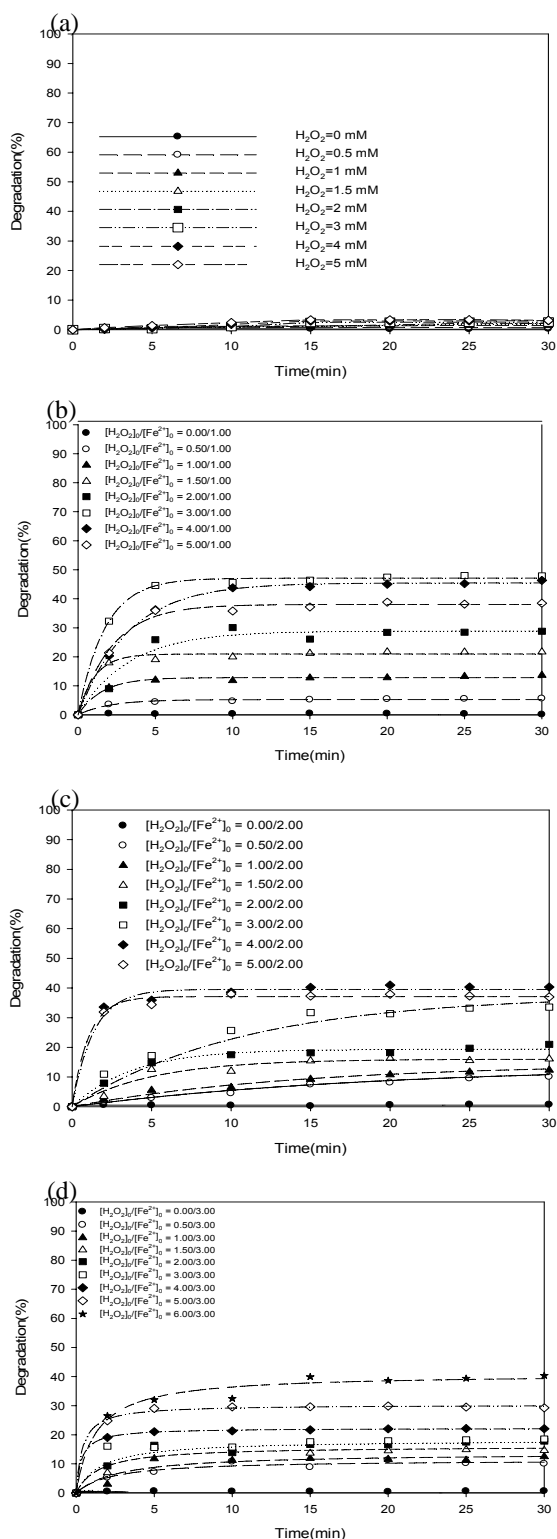 (a)
100
90
80
70
60
50
40
30
20
10
0
Degradation(%)
H₂O₂=0 mM
H₂O₂=0.5 mM
H₂O₂=1 mM
H₂O₂=1.5 mM
H₂O₂=2 mM
H₂O₂=3 mM
H₂O₂=4 mM
H₂O₂=5 mM
0 5 10 15 20 25 30
Time(min)
(b)
100
90
80
70
60
50
40
30
20
10
0
Degradation(%)
[H₂O₂]₀/[Fe²⁺]₀ = 0.00/1.00
[H₂O₂]₀/[Fe²⁺]₀ = 0.50/1.00
[H₂O₂]₀/[Fe²⁺]₀ = 1.00/1.00
[H₂O₂]₀/[Fe²⁺]₀ = 1.50/1.00
[H₂O₂]₀/[Fe²⁺]₀ = 2.00/1.00
[H₂O₂]₀/[Fe²⁺]₀ = 3.00/1.00
[H₂O₂]₀/[Fe²⁺]₀ = 4.00/1.00
[H₂O₂]₀/[Fe²⁺]₀ = 5.00/1.00
0 5 10 15 20 25 30
Time(min)
(c)
100
90
80
70
60
50
40
30
20
10
0
Degradation(%)
[H₂O₂]₀/[Fe²⁺]₀ = 0.00/2.00
[H₂O₂]₀/[Fe²⁺]₀ = 0.50/2.00
[H₂O₂]₀/[Fe²⁺]₀ = 1.00/2.00
[H₂O₂]₀/[Fe²⁺]₀ = 1.50/2.00
[H₂O₂]₀/[Fe²⁺]₀ = 2.00/2.00
[H₂O₂]₀/[Fe²⁺]₀ = 3.00/2.00
[H₂O₂]₀/[Fe²⁺]₀ = 4.00/2.00
[H₂O₂]₀/[Fe²⁺]₀ = 5.00/2.00
0 5 10 15 20 25 30
Time(min)
(d)
100
90
80
70
60
50
40
30
20
10
0
Degradation(%)
[H₂O₂]₀/[Fe²⁺]₀ = 0.00/3.00
[H₂O₂]₀/[Fe²⁺]₀ = 0.50/3.00
[H₂O₂]₀/[Fe²⁺]₀ = 1.00/3.00
[H₂O₂]₀/[Fe²⁺]₀ = 1.50/3.00
[H₂O₂]₀/[Fe²⁺]₀ = 2.00/3.00
[H₂O₂]₀/[Fe²⁺]₀ = 3.00/3.00
[H₂O₂]₀/[Fe²⁺]₀ = 4.00/3.00
[H₂O₂]₀/[Fe²⁺]₀ = 5.00/3.00
[H₂O₂]₀/[Fe²⁺]₀ = 6.00/3.00
0 5 10 15 20 25 30
Time(min)